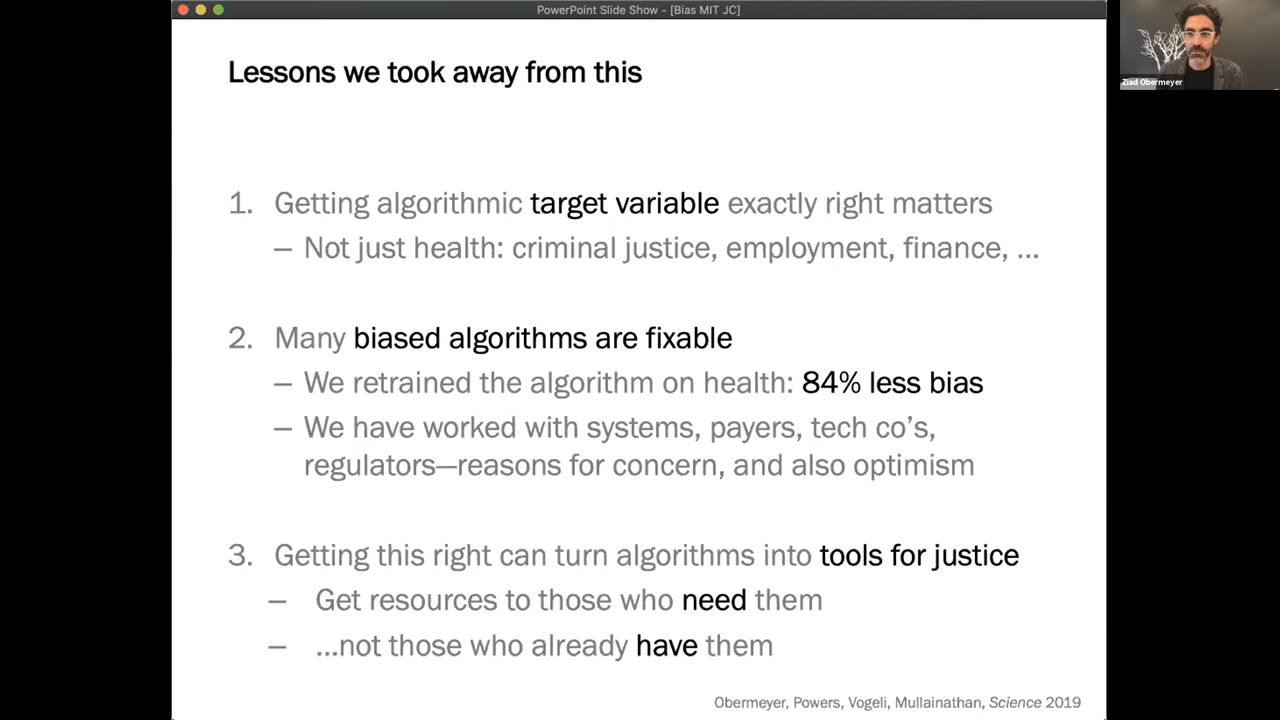 PowerPoint Slide Show - [Bias MIT JC]
Ziad Obermeyer
Lessons we took away from this
1. Getting algorithmic target variable exactly right matters
– Not just health: criminal justice, employment, finance, ...
2. Many biased algorithms are fixable
– We retrained the algorithm on health: 84% less bias
– We have worked with systems, payers, tech co’s,
regulators—reasons for concern, and also optimism
3. Getting this right can turn algorithms into tools for justice
– Get resources to those who need them
– ...not those who already have them
Obermeyer, Powers, Vogeli, Mullainathan, Science 2019